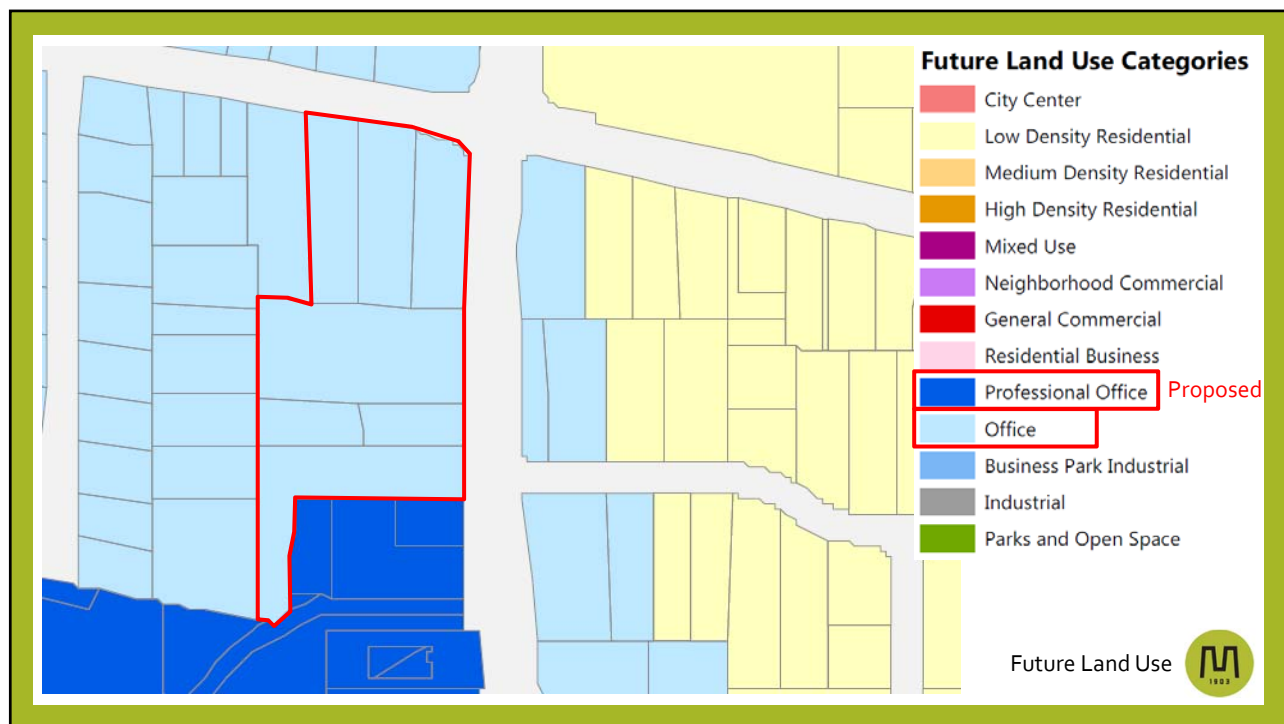 Future Land Use Categories
City Center
Low Density Residential
Medium Density Residential
High Density Residential
Mixed Use
Neighborhood Commercial
General Commercial
Residential Business
Professional Office Proposed
Office
Business Park Industrial
Industrial
Parks and Open Space
Future Land Use
M
1803